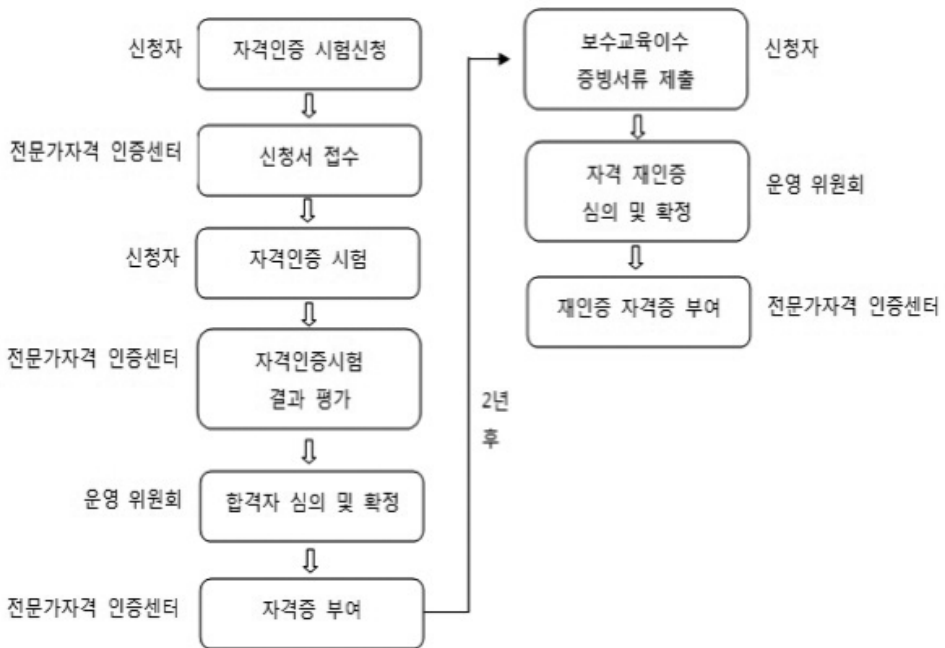 신청자
자격인증 시험신청
전문가자격 인증센터
신청서 접수
신청자
자격인증 시험
전문가자격 인증센터
자격인증시험
결과 평가
운영 위원회
합격자 심의 및 확정
전문가자격 인증센터
자격증 부여
2년
후
보수교육이수
증빙서류 제출
신청자
자격 재인증
심의 및 확정
운영 위원회
재인증 자격증 부여
전문가자격 인증센터